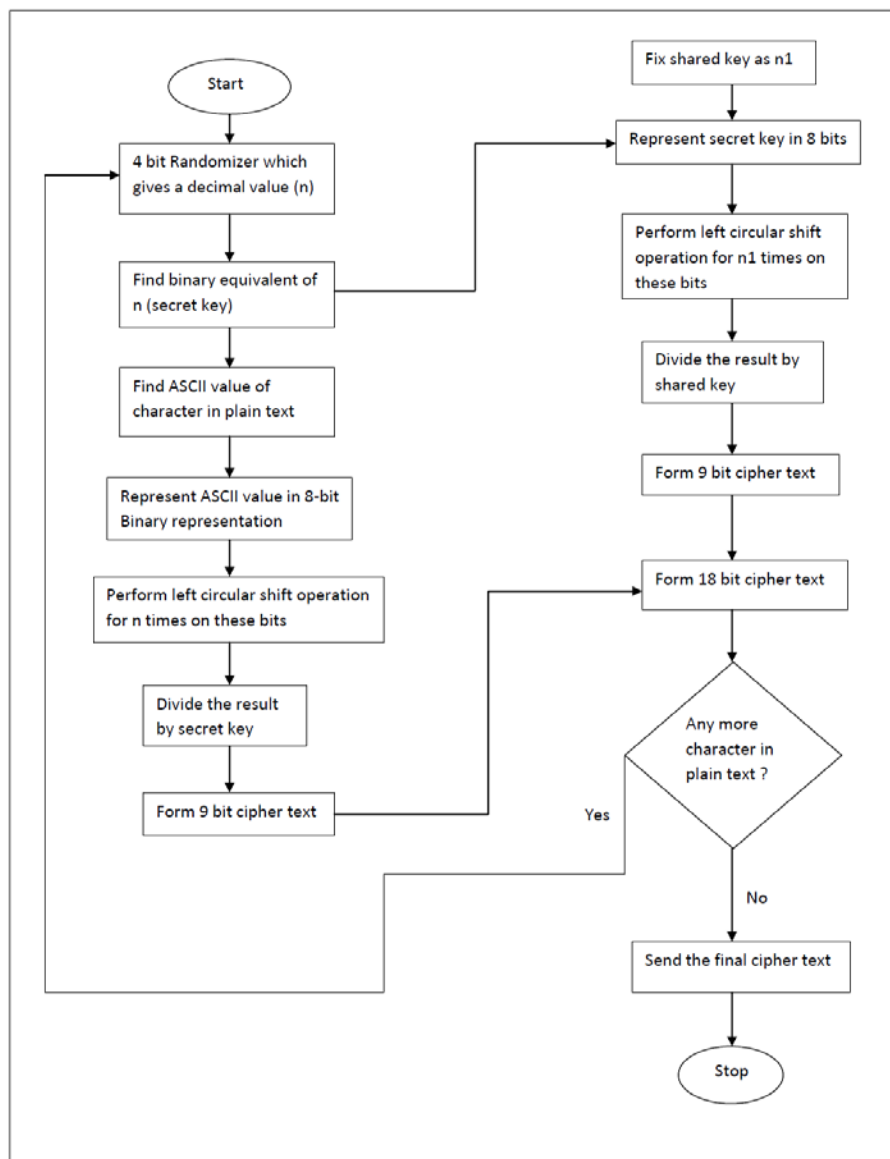 Start
4 bit Randomizer which
gives a decimal value (n)
Find binary equivalent of
n (secret key)
Find ASCII value of
character in plain text
Represent ASCII value in 8-bit
Binary representation
Perform left circular shift operation
for n times on these bits
Divide the result
by secret key
Form 9 bit cipher text
Fix shared key as n1
Represent secret key in 8 bits
Perform left circular shift
operation for n1 times on
these bits
Divide the result by
shared key
Form 9 bit cipher text
Form 18 bit cipher text
Any more
character in
plain text ?
Yes
No
Send the final cipher text
Stop